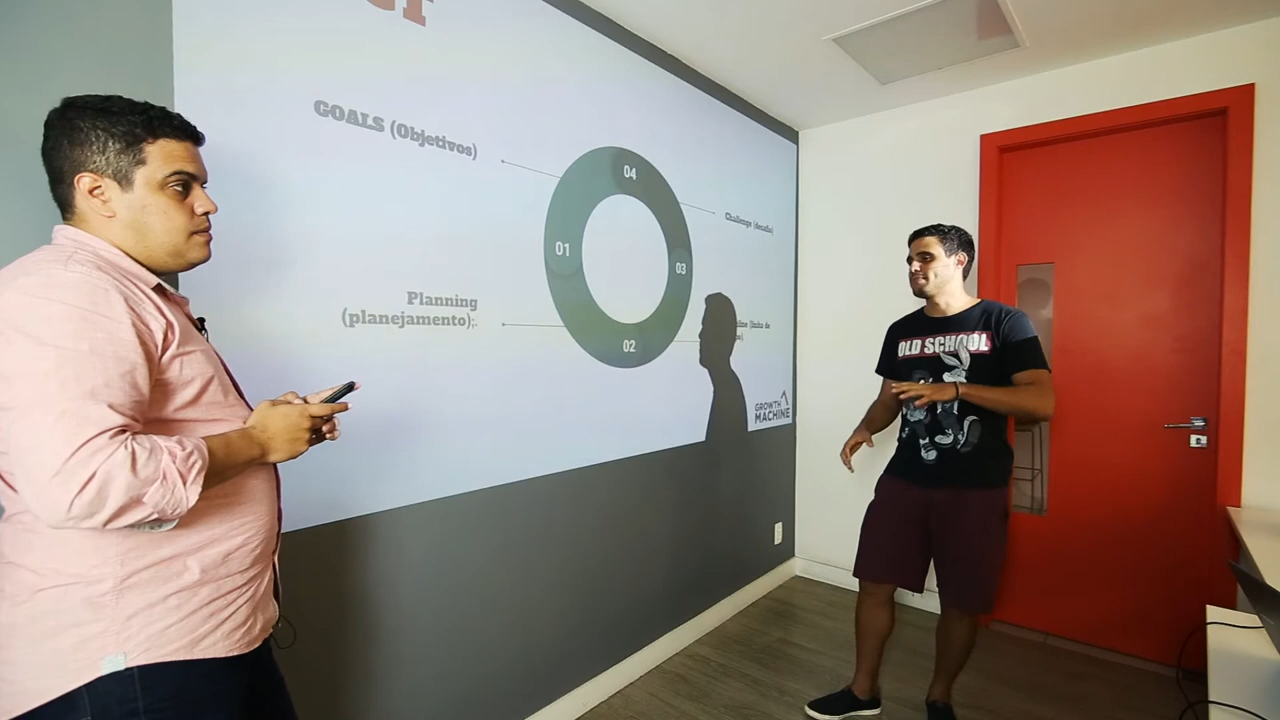 GOALS (Objetivos)
04
Challenge (desafio)
01
03
Planning
(planejamento);.
02
GROWTH
MACHINE
OLD SCHOOL